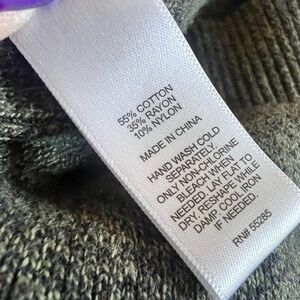 55% COTTON
35% RAYON
10% NYLON
MADE IN CHINA
HAND WASH COLD
SEPARATELY.
ONLY NON-CHLORINE
BLEACH WHEN
NEEDED. LAY FLAT TO
DRY. RESHAPE WHILE
DAMP. COOL IRON
IF NEEDED.
RN# 55285